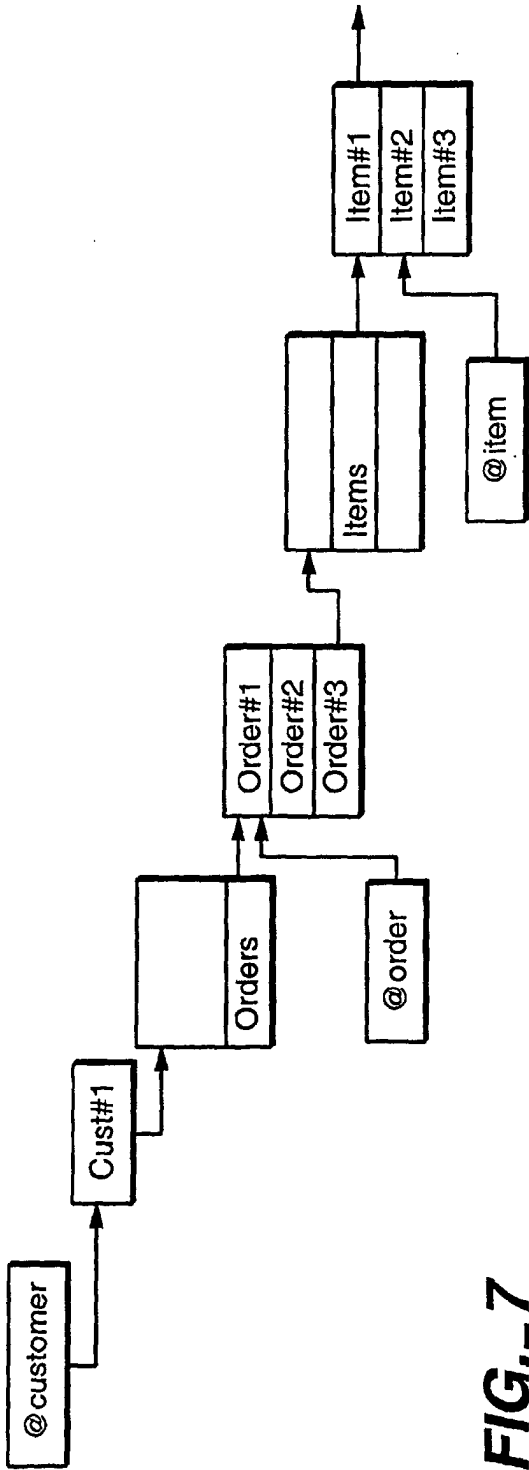 @customer
Cust#1
Orders
@order
Order#1
Order#2
Order#3
Items
@item
Item#1
Item#2
Item#3
FIG._7